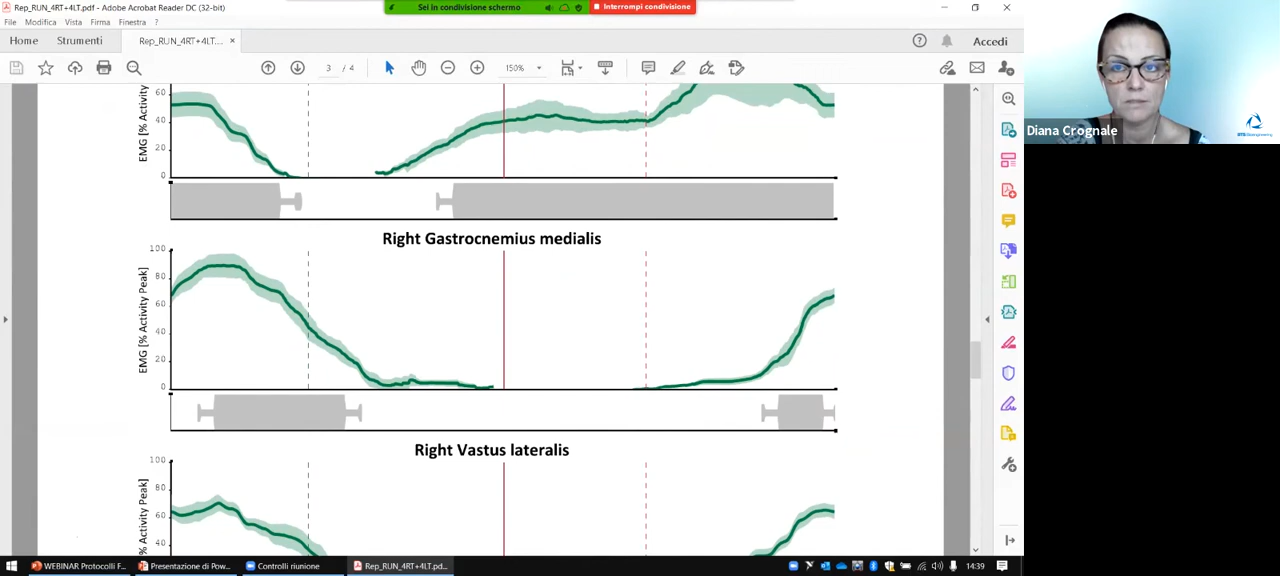 Sei in condivisione schermo
Interrompi condivisione
Rep_RUN_4RT+4LT.pdf - Adobe Acrobat Reader DC (32-bit)
File Modifica Vista Firma Finestra ?
Home Strumenti Rep_RUN_4RT+4LT.... × Accedi
3 / 4 150%
60
40
20
0
EMG [% Activity
Right Gastrocnemius medialis
100
80
60
40
20
0
EMG [% Activity Peak]
Right Vastus lateralis
100
80
60
40
% Activity Peak]
Diana Crognale
WEBINAR Protocolli F... Presentazione di Pow... Controlli riunione Rep_RUN_4RT+4LT.pd... 14:39